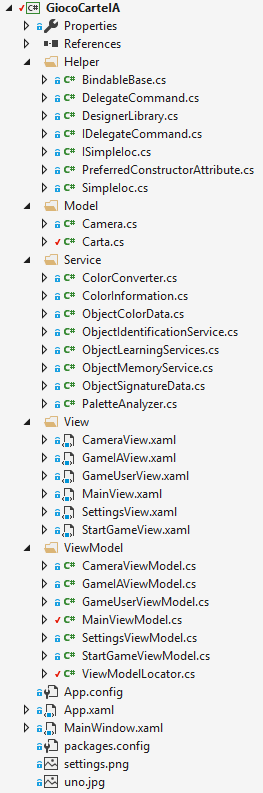 C# GiocoCarteIA
Properties
References
Helper
C# BindableBase.cs
C# DelegateCommand.cs
C# DesignerLibrary.cs
C# IDelegateCommand.cs
C# ISimpleIoc.cs
C# PreferredConstructorAttribute.cs
C# SimpleIoc.cs
Model
C# Camera.cs
C# Carta.cs
Service
C# ColorConverter.cs
C# ColorInformation.cs
C# ObjectColorData.cs
C# ObjectIdentificationService.cs
C# ObjectLearningServices.cs
C# ObjectMemoryService.cs
C# ObjectSignatureData.cs
C# PaletteAnalyzer.cs
View
CameraView.xaml
GameIAView.xaml
GameUserView.xaml
MainView.xaml
SettingsView.xaml
StartGameView.xaml
ViewModel
C# CameraViewModel.cs
C# GameIAViewModel.cs
C# GameUserViewModel.cs
C# MainViewModel.cs
C# SettingsViewModel.cs
C# StartGameViewModel.cs
C# ViewModelLocator.cs
App.config
App.xaml
MainWindow.xaml
packages.config
settings.png
uno.jpg